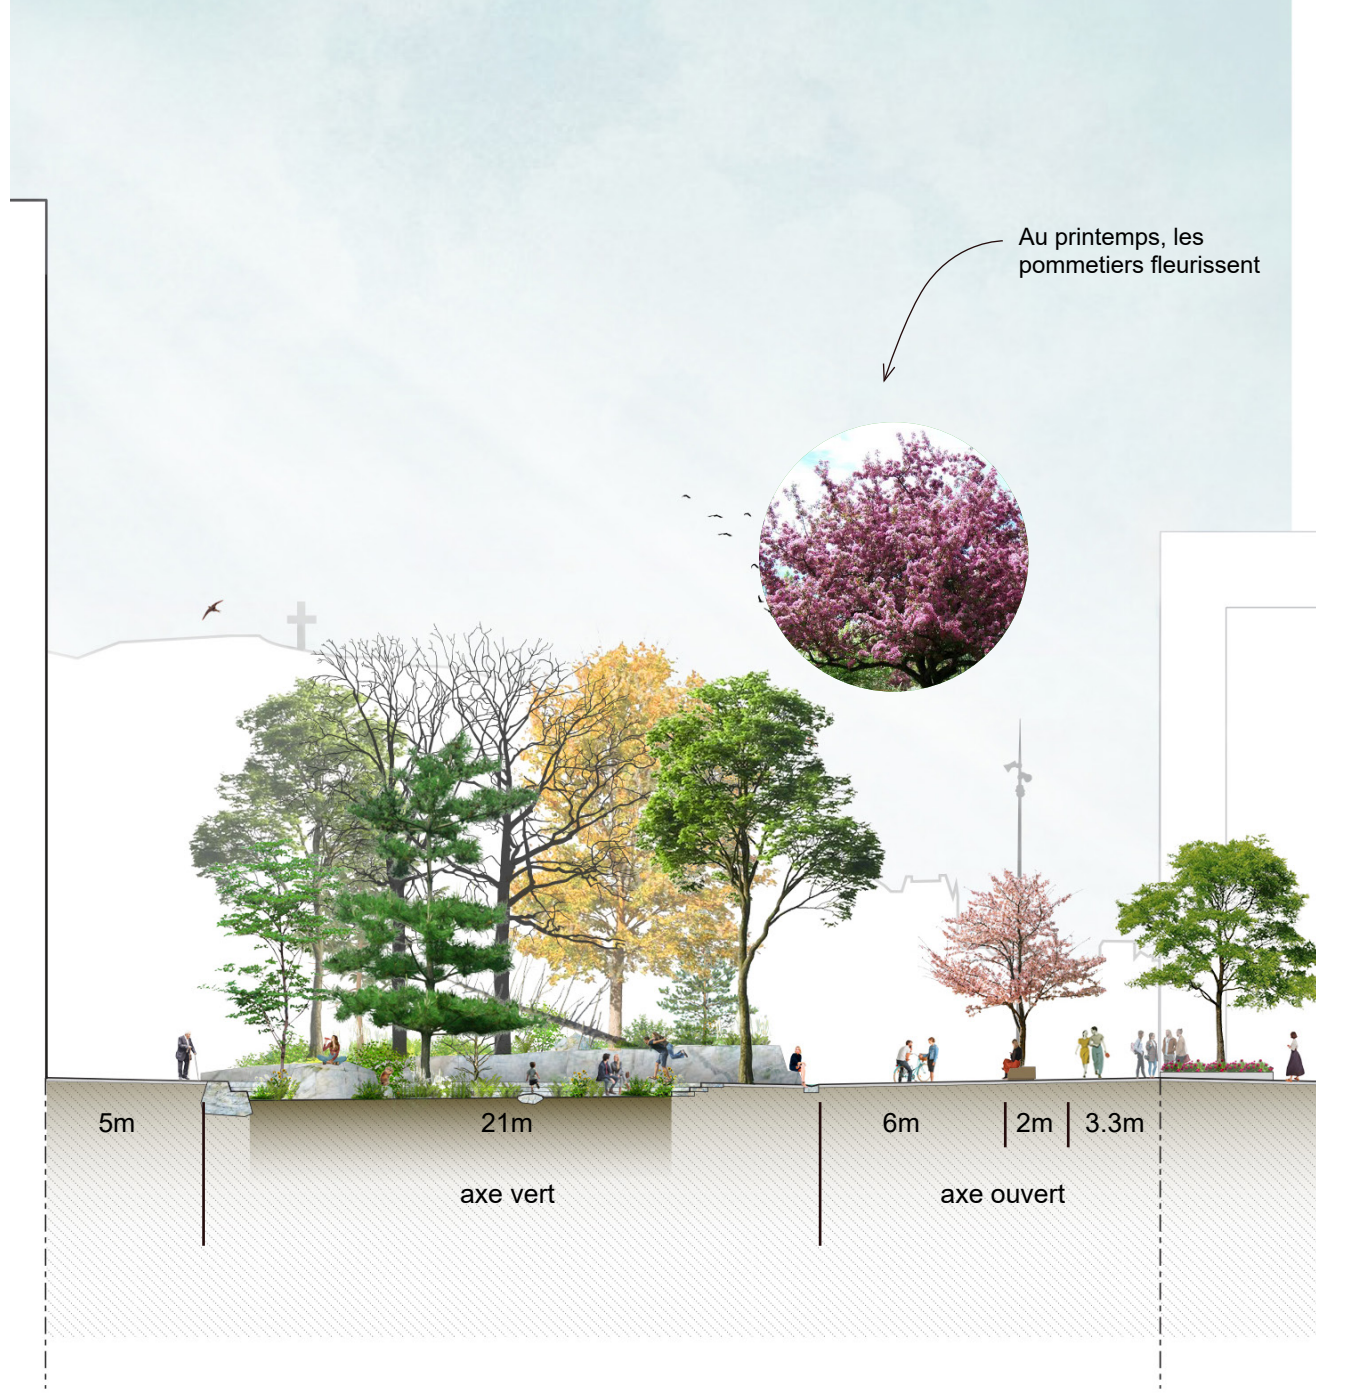 Au printemps, les
pommetiers fleurissent
5m
21m
6m
2m
3.3m
axe vert
axe ouvert